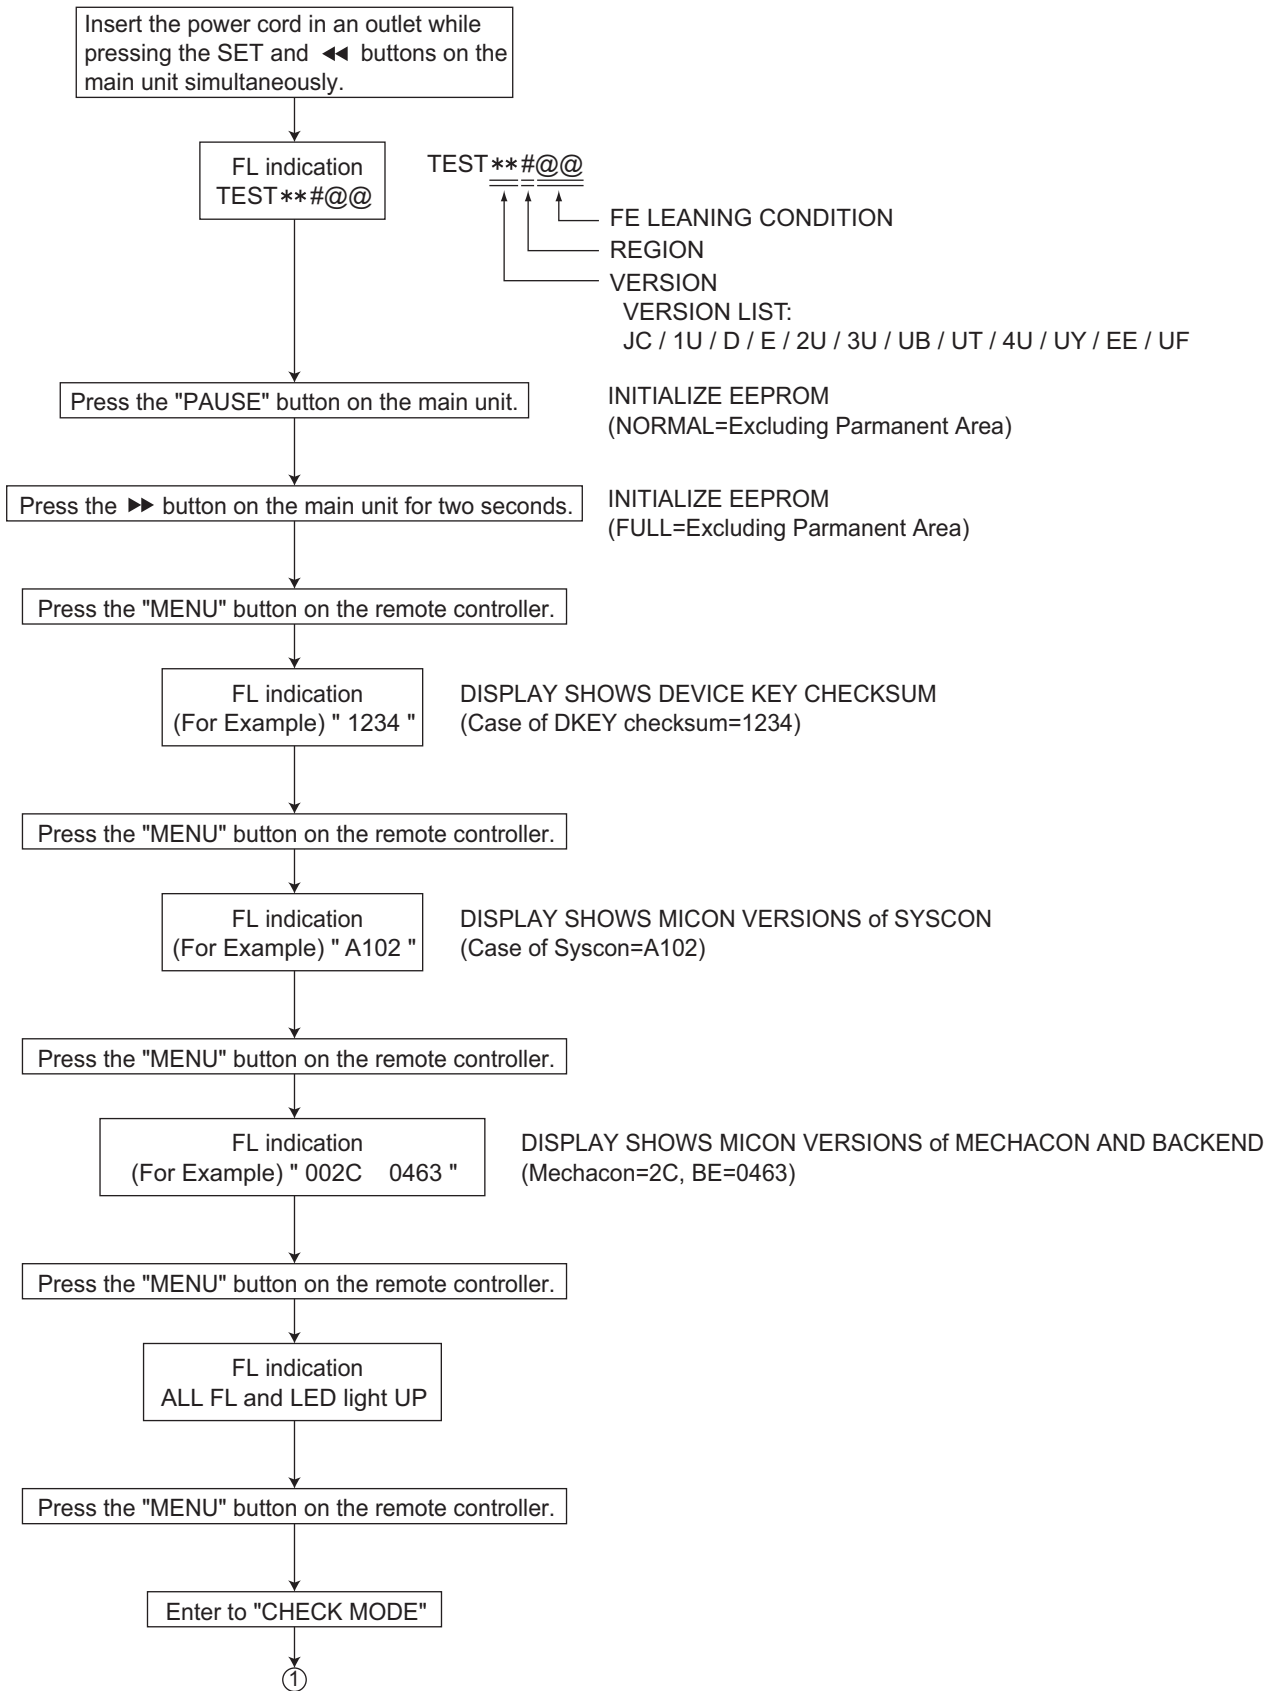 Insert the power cord in an outlet while
pressing the SET and ◀◀ buttons on the
main unit simultaneously.
FL indication
TEST**#@@
TEST**#@@
FE LEANING CONDITION
REGION
VERSION
VERSION LIST:
JC / 1U / D / E / 2U / 3U / UB / UT / 4U / UY / EE / UF
Press the "PAUSE" button on the main unit.
INITIALIZE EEPROM
(NORMAL=Excluding Parmanent Area)
Press the ▶▶ button on the main unit for two seconds.
INITIALIZE EEPROM
(FULL=Excluding Parmanent Area)
Press the "MENU" button on the remote controller.
FL indication
(For Example) " 1234 "
DISPLAY SHOWS DEVICE KEY CHECKSUM
(Case of DKEY checksum=1234)
Press the "MENU" button on the remote controller.
FL indication
(For Example) " A102 "
DISPLAY SHOWS MICON VERSIONS of SYSCON
(Case of Syscon=A102)
Press the "MENU" button on the remote controller.
FL indication
(For Example) " 002C 0463 "
DISPLAY SHOWS MICON VERSIONS of MECHACON AND BACKEND
(Mechacon=2C, BE=0463)
Press the "MENU" button on the remote controller.
FL indication
ALL FL and LED light UP
Press the "MENU" button on the remote controller.
Enter to "CHECK MODE"
①